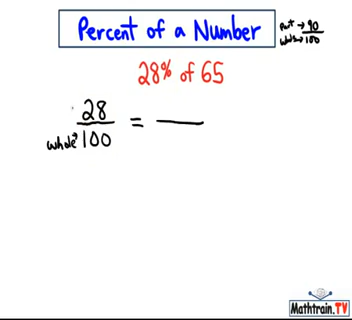 Percent of a Number
Part → 90
whole → 100
28% of 65
28
whole → 100 =
Mathtrain.TV